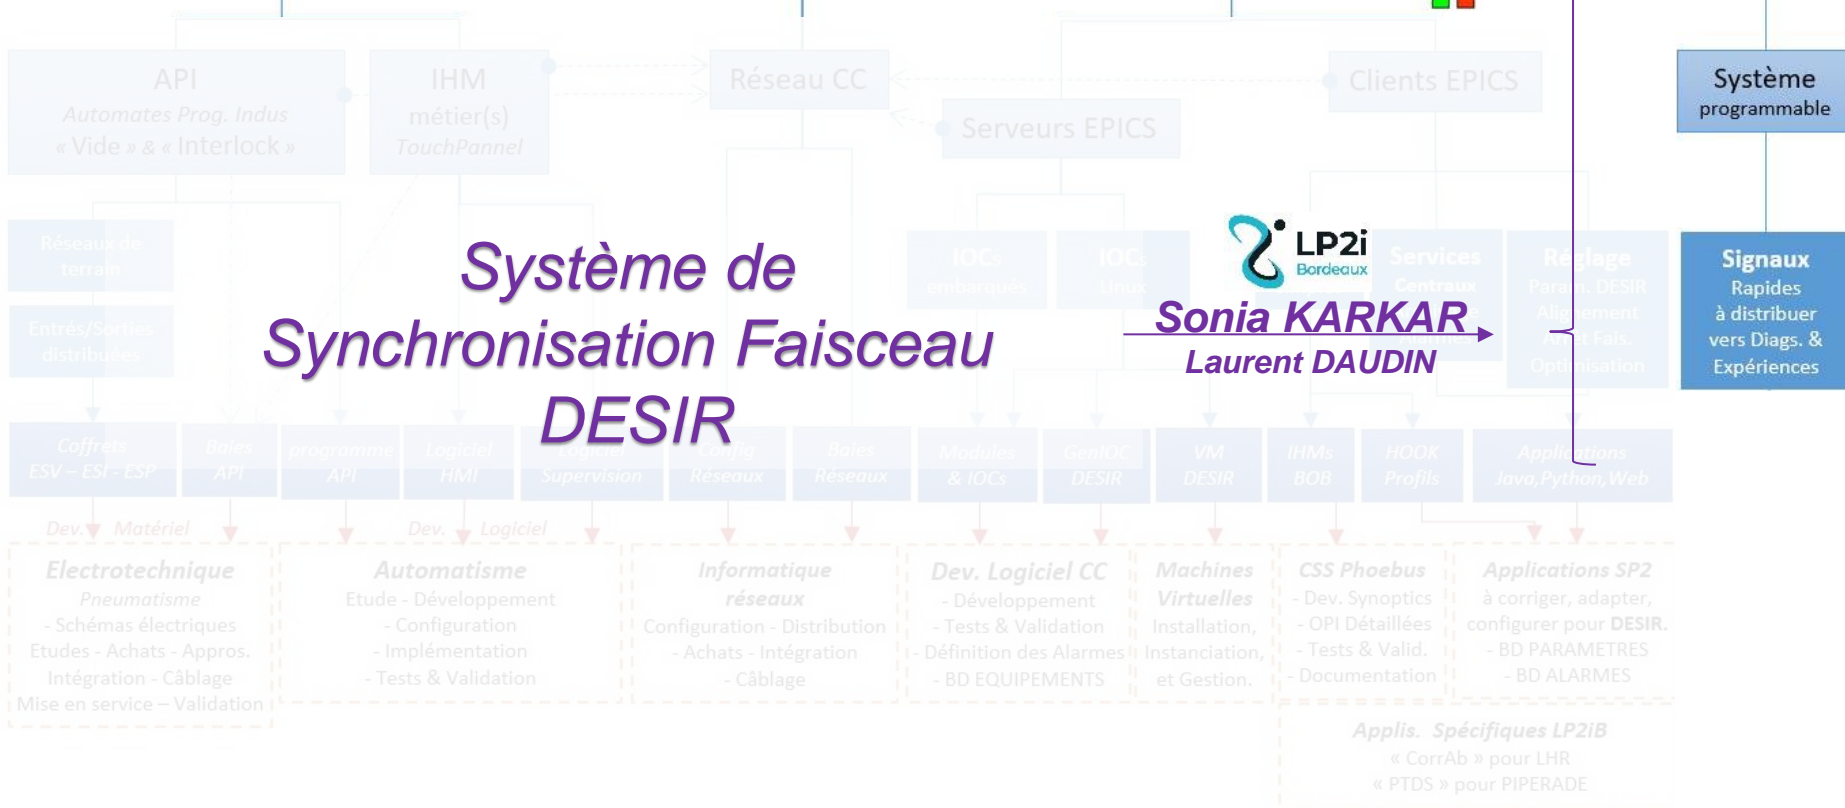 API
Automates Prog. Indus
« Vide » & « Interlock »
IHM
métier(s)
TouchPannel
Réseau CC
Serveurs EPICS
Clients EPICS
Système
programmable
Réseaux de
terrain
Entrés/Sorties
distribuées
Système de
Synchronisation Faisceau
DESIR
IOCs
embarqués
IOCs
Linux
LP2i
Bordeaux
Sonia KARKAR
Laurent DAUDIN
Services
Centraux
Alarmes
Réglage
Param. DESIR
Alignement
Arrêt Fais.
Optimisation
Signaux
Rapides
à distribuer
vers Diags. &
Expériences
Coffrets
ESV – ESI - ESP
Baies
API
programme
API
Logiciel
HMI
Logiciel
Supervision
Config
Réseaux
Baies
Réseaux
Modules
& IOCs
GenIOC
DESIR
VM
DESIR
IHMs
BOB
HOOK
Profils
Applications
Java,Python,Web
Dev. Matériel
Dev. Logiciel
Electrotechnique
Pneumatisme
- Schémas électriques
Etudes - Achats - Appros.
Intégration - Câblage
Mise en service – Validation
Automatisme
Etude - Développement
- Configuration
- Implémentation
- Tests & Validation
Informatique
réseaux
Configuration - Distribution
- Achats - Intégration
- Câblage
Dev. Logiciel CC
- Développement
- Tests & Validation
- Définition des Alarmes
- BD EQUIPEMENTS
Machines
Virtuelles
Installation,
Instanciation,
et Gestion.
CSS Phoebus
- Dev. Synoptics
- OPI Détaillées
- Tests & Valid.
- Documentation
Applications SP2
à corriger, adapter,
configurer pour DESIR.
- BD PARAMETRES
- BD ALARMES
Applis. Spécifiques LP2iB
« CorrAb » pour LHR
« PTDS » pour PIPERADE